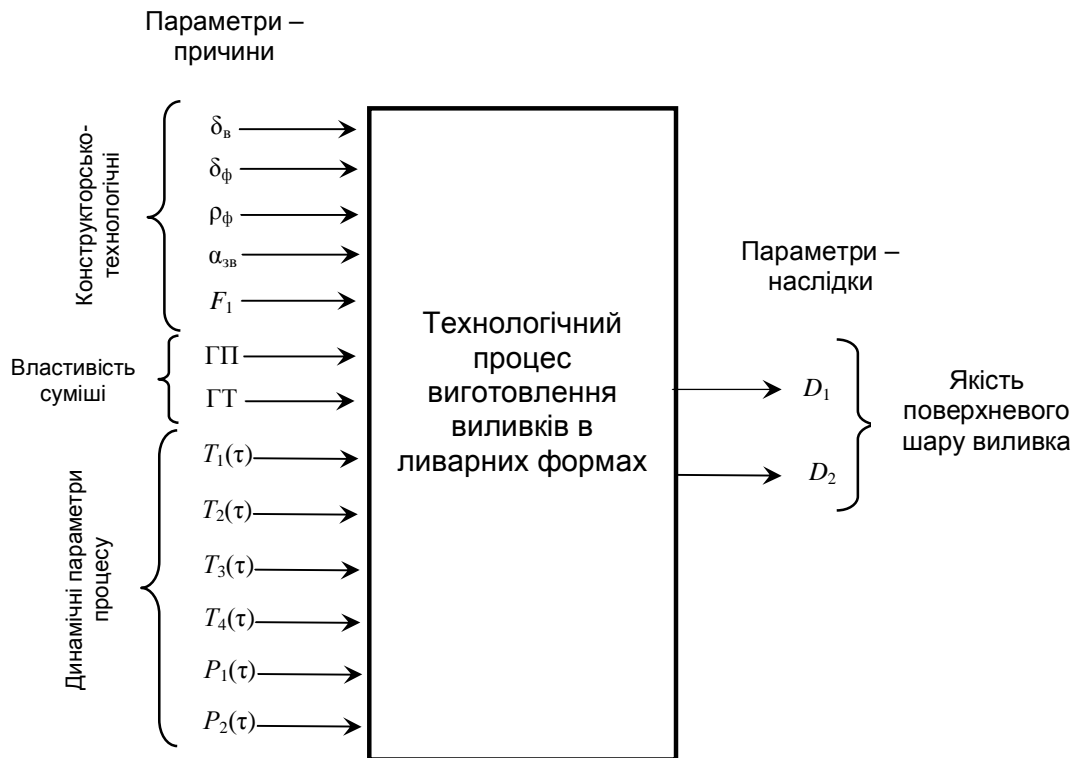 Параметри –
причини
Конструкторсько-
технологічні
δв
δф
ρф
αзв
F1
Властивість
суміші
ГП
ГТ
Динамічні параметри
процесу
T1(τ)
T2(τ)
T3(τ)
T4(τ)
P1(τ)
P2(τ)
Технологічний
процес
виготовлення
виливків в
ливарних формах
Параметри –
наслідки
D1
D2
Якість
поверхневого
шару виливка